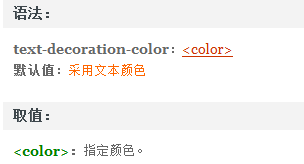 语法：
text-decoration-color：<color>
默认值：采用文本颜色
取值：
<color>：指定颜色。